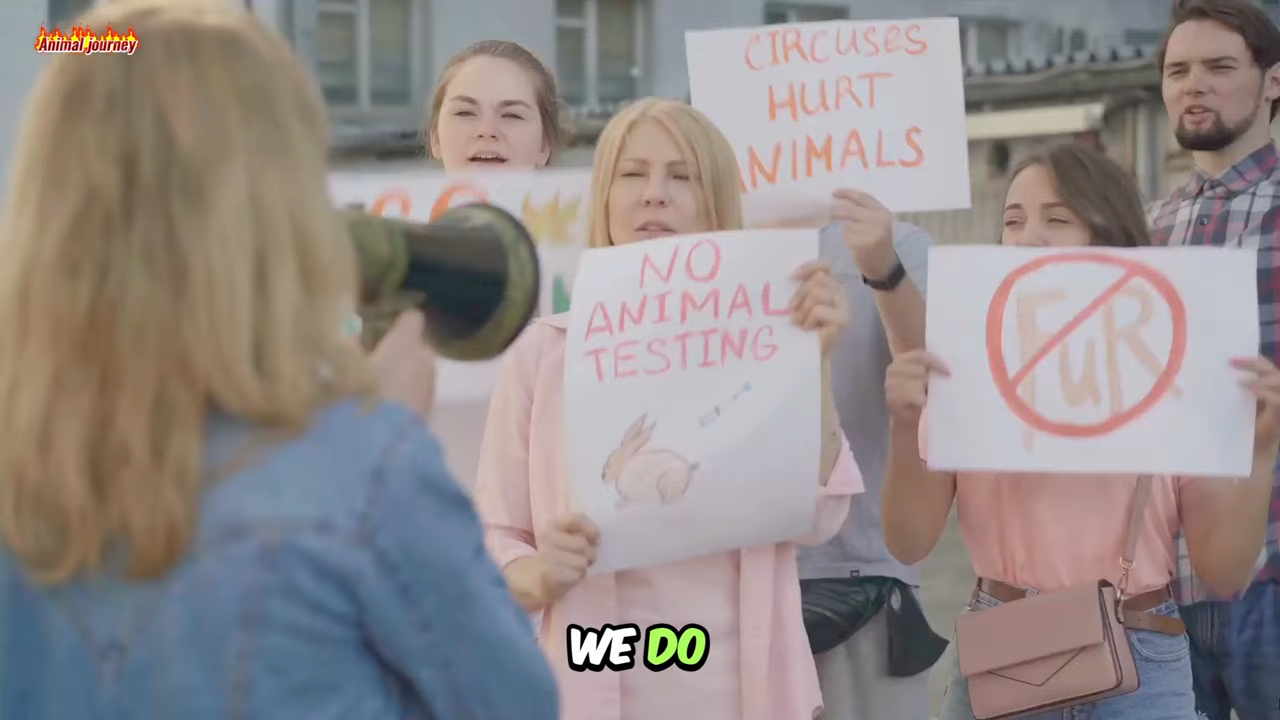 Animal journey
CIRCUSES
HURT
ANIMALS
NO
ANIMAL
TESTING
FuR
WE DO